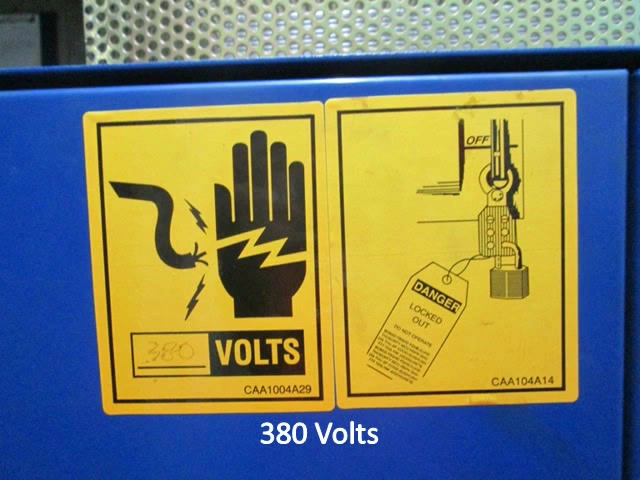 380 VOLTS
CAA1004A29
OFF
DANGER
LOCKED
OUT
DO NOT OPERATE
CAA104A14
380 Volts